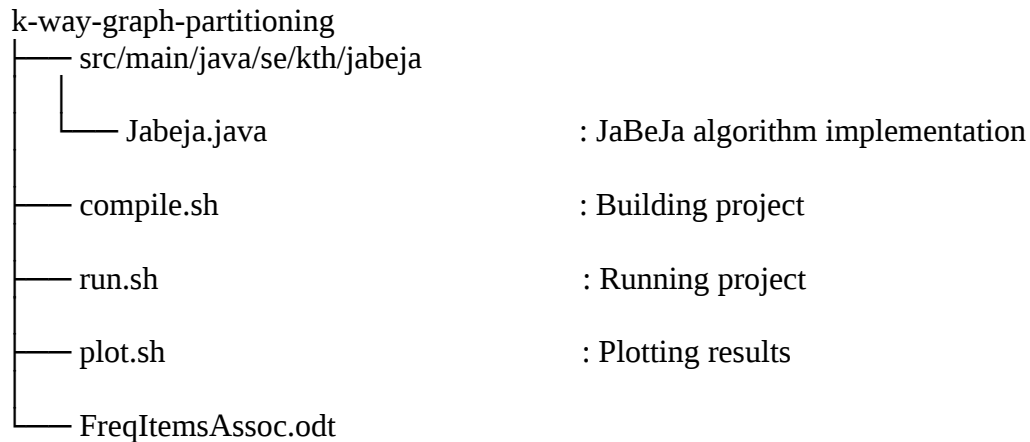 k-way-graph-partitioning
├── src/main/java/se/kth/jabeja
│ └── Jabeja.java : JaBeJa algorithm implementation
├── compile.sh : Building project
├── run.sh : Running project
├── plot.sh : Plotting results
└── FreqItemsAssoc.odt